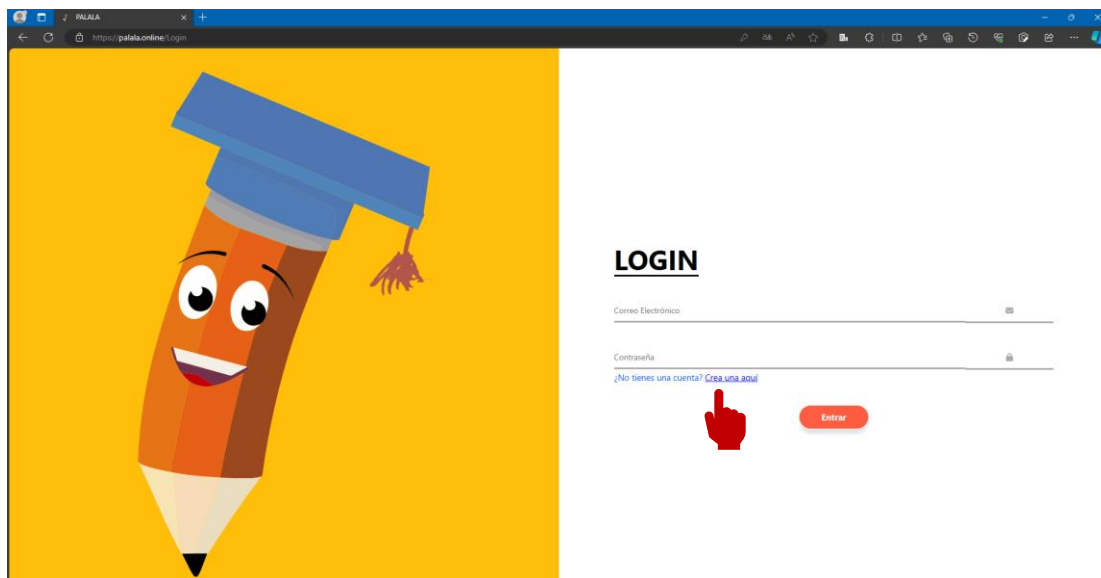 PALALA
https://palala.online/Login
LOGIN
Correo Electrónico
Contraseña
¿No tienes una cuenta? Crea una aquí
Entrar